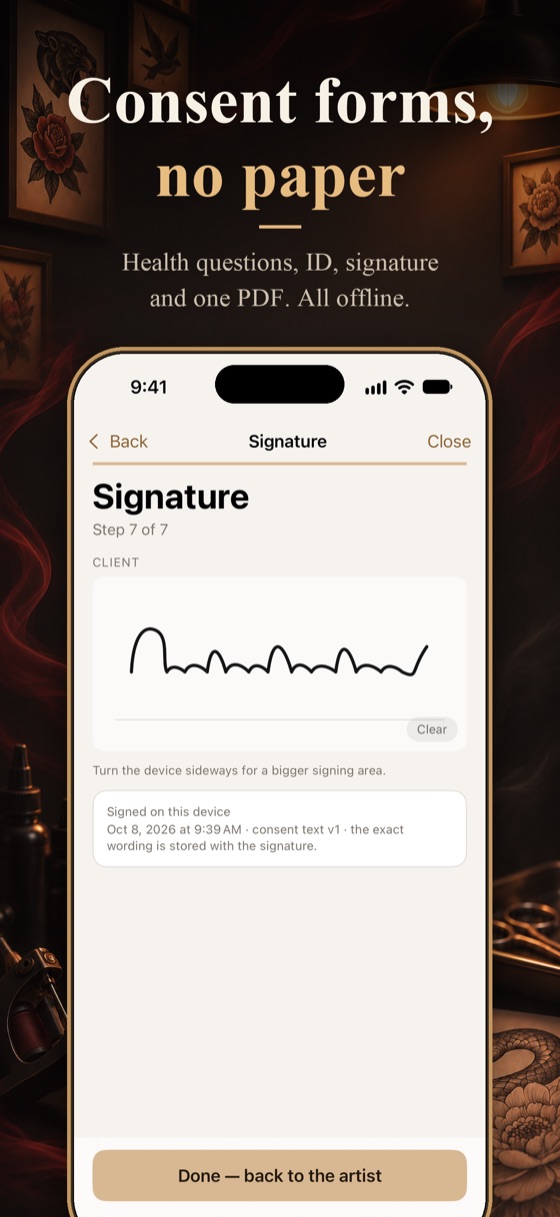 Consent forms,
no paper
Health questions, ID, signature
and one PDF. All offline.
9:41
Back
Signature
Close
Signature
Step 7 of 7
CLIENT
Clear
Turn the device sideways for a bigger signing area.
Signed on this device
Oct 8, 2026 at 9:39 AM · consent text v1 · the exact
wording is stored with the signature.
Done — back to the artist